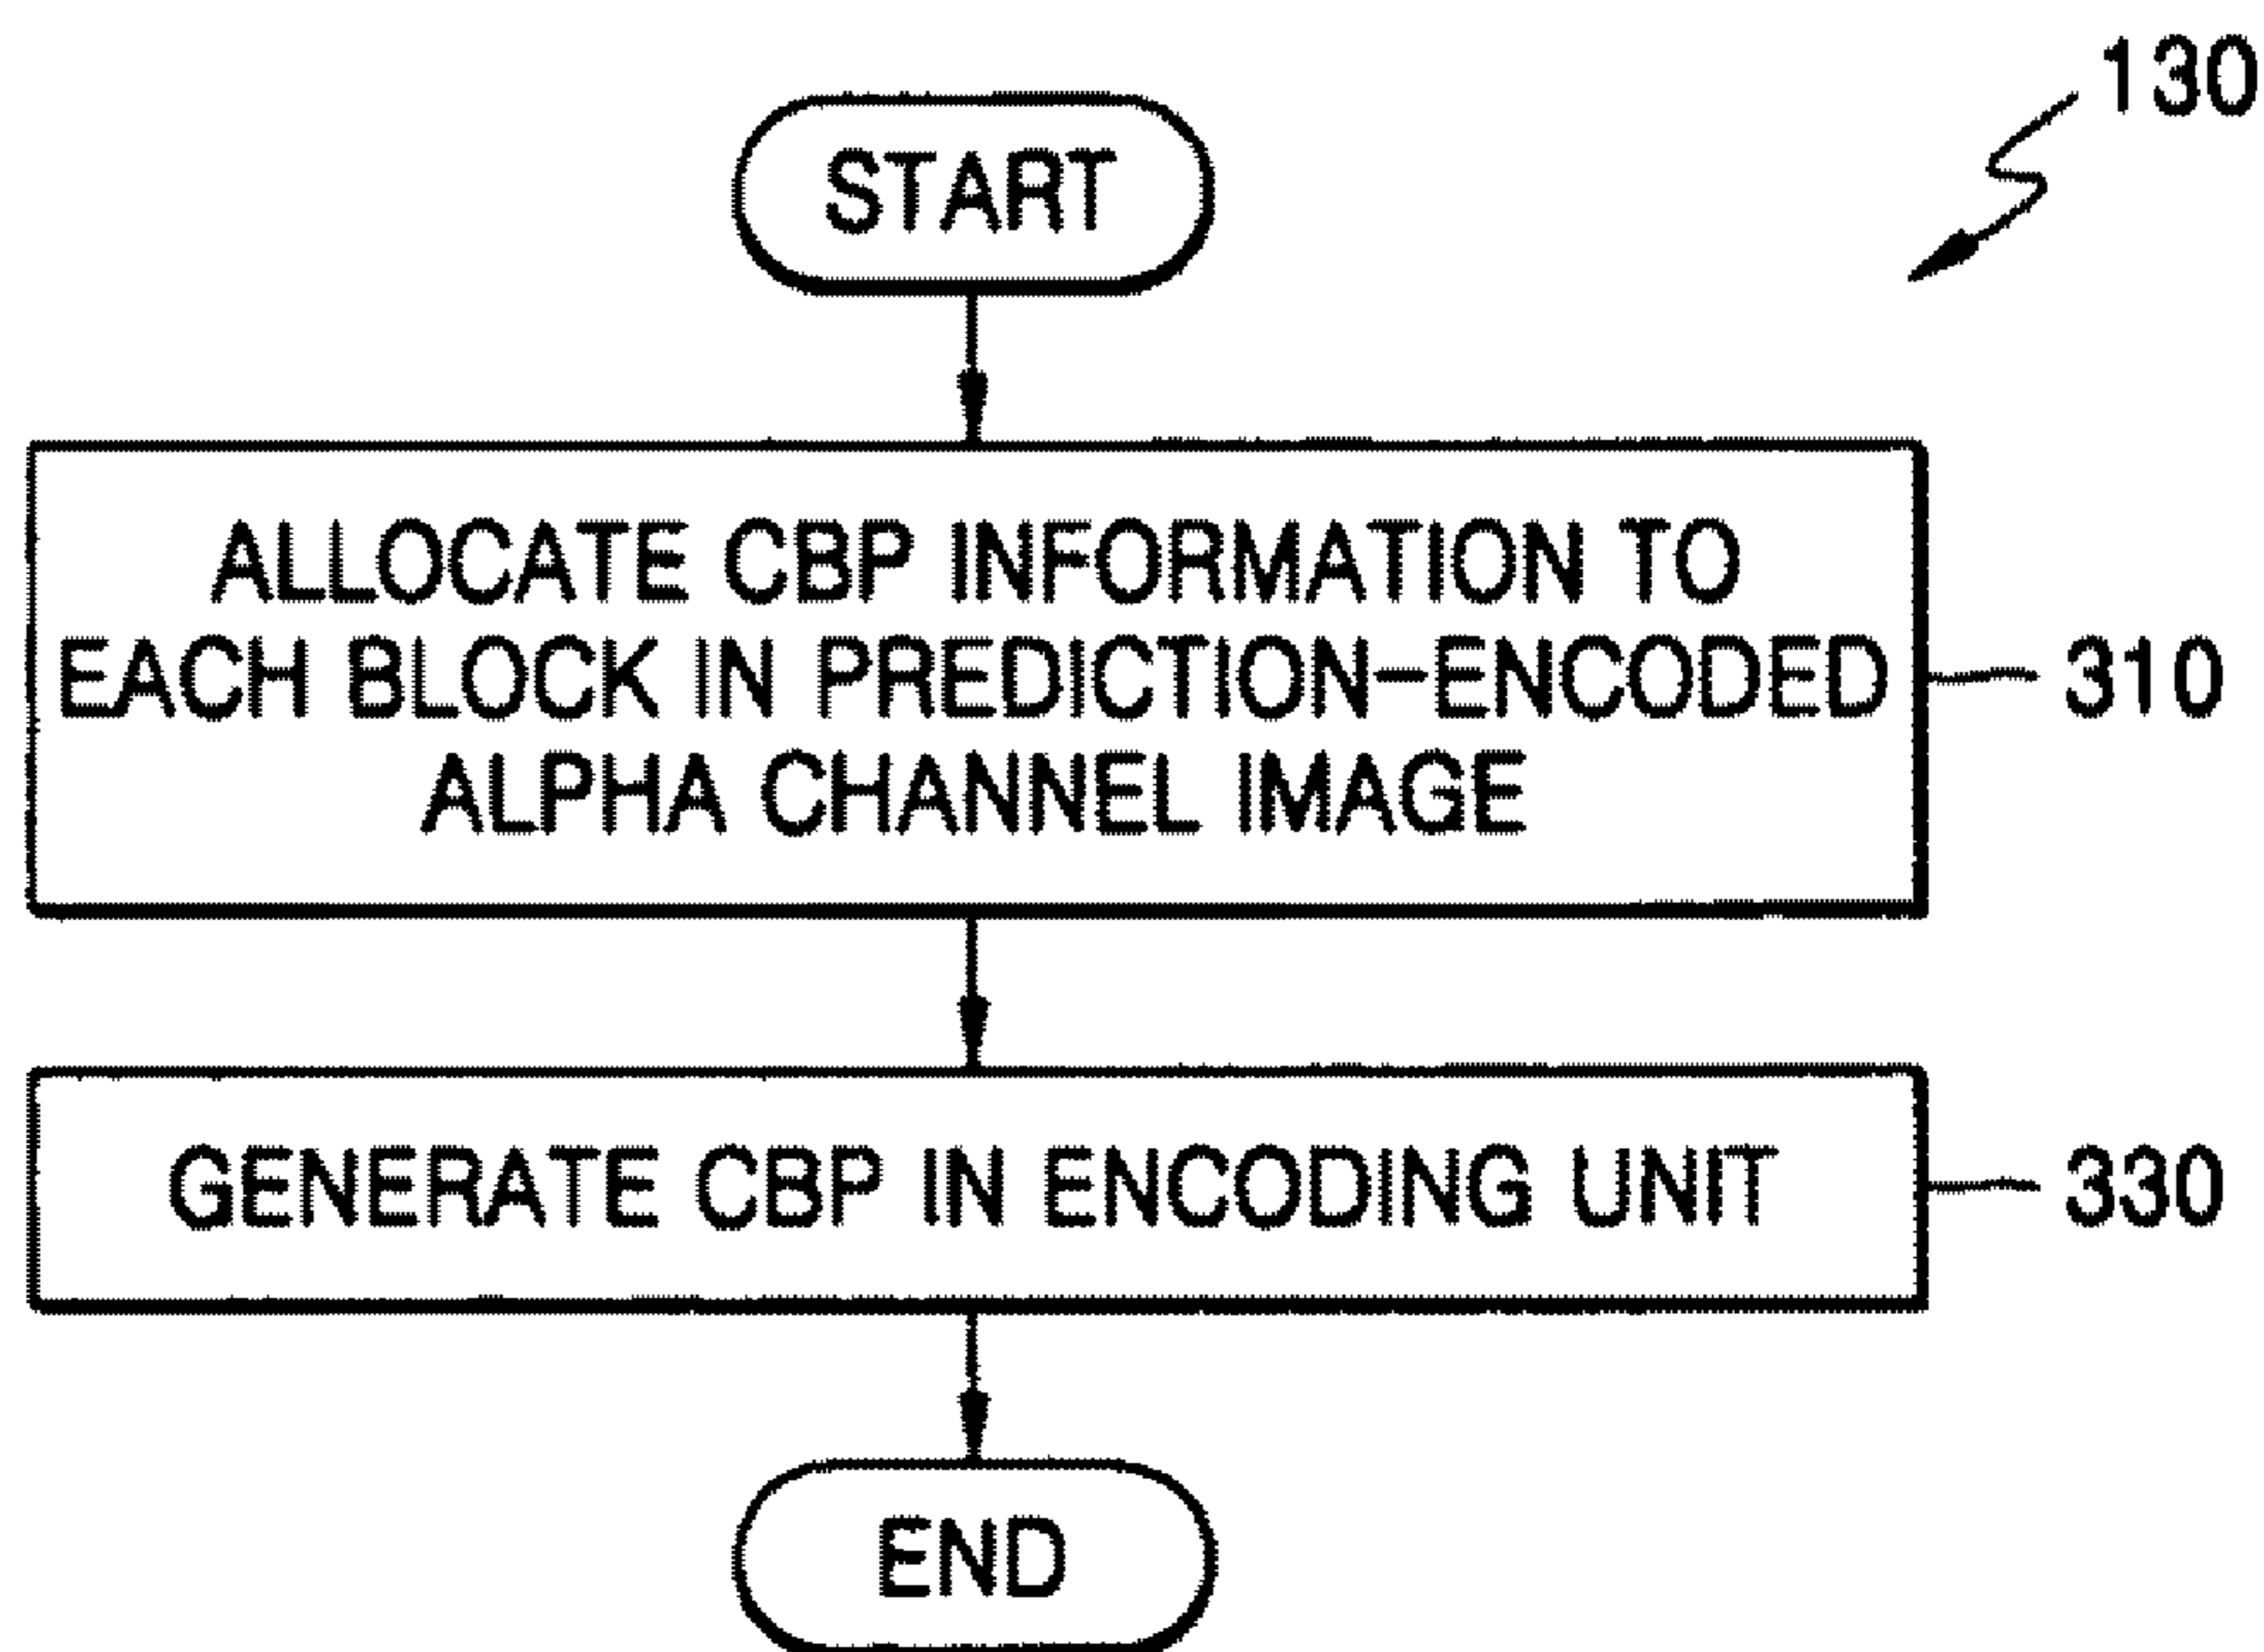 130
START
ALLOCATE CBP INFORMATION TO
EACH BLOCK IN PREDICTION-ENCODED
ALPHA CHANNEL IMAGE
310
GENERATE CBP IN ENCODING UNIT
330
END